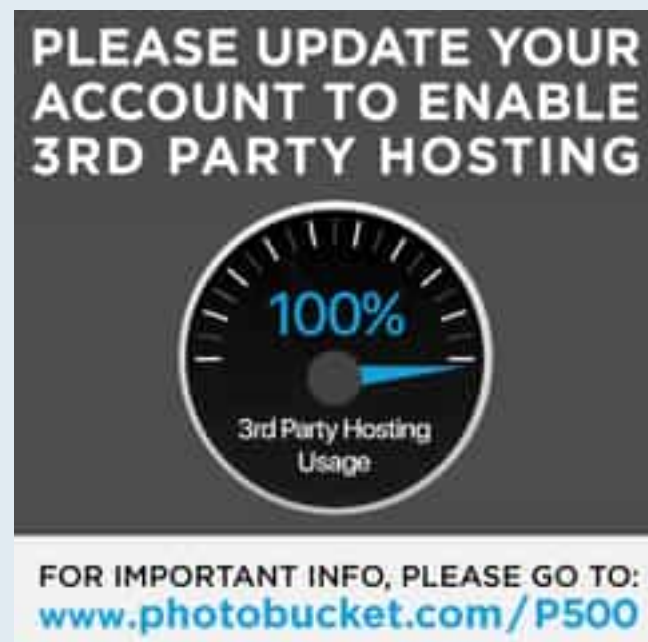 PLEASE UPDATE YOUR
ACCOUNT TO ENABLE
3RD PARTY HOSTING
100%
3rd Party Hosting
Usage
FOR IMPORTANT INFO, PLEASE GO TO:
www.photobucket.com/P500